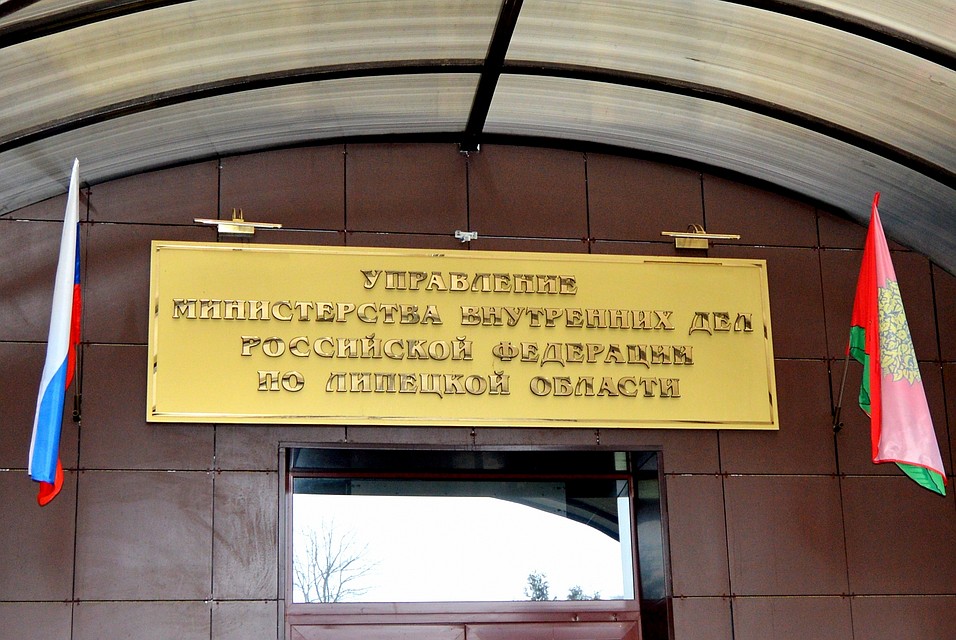 УПРАВЛЕНИЕ
МИНИСТЕРСТВА ВНУТРЕННИХ ДЕЛ
РОССИЙСКОЙ ФЕДЕРАЦИИ
ПО ЛИПЕЦКОЙ ОБЛАСТИ